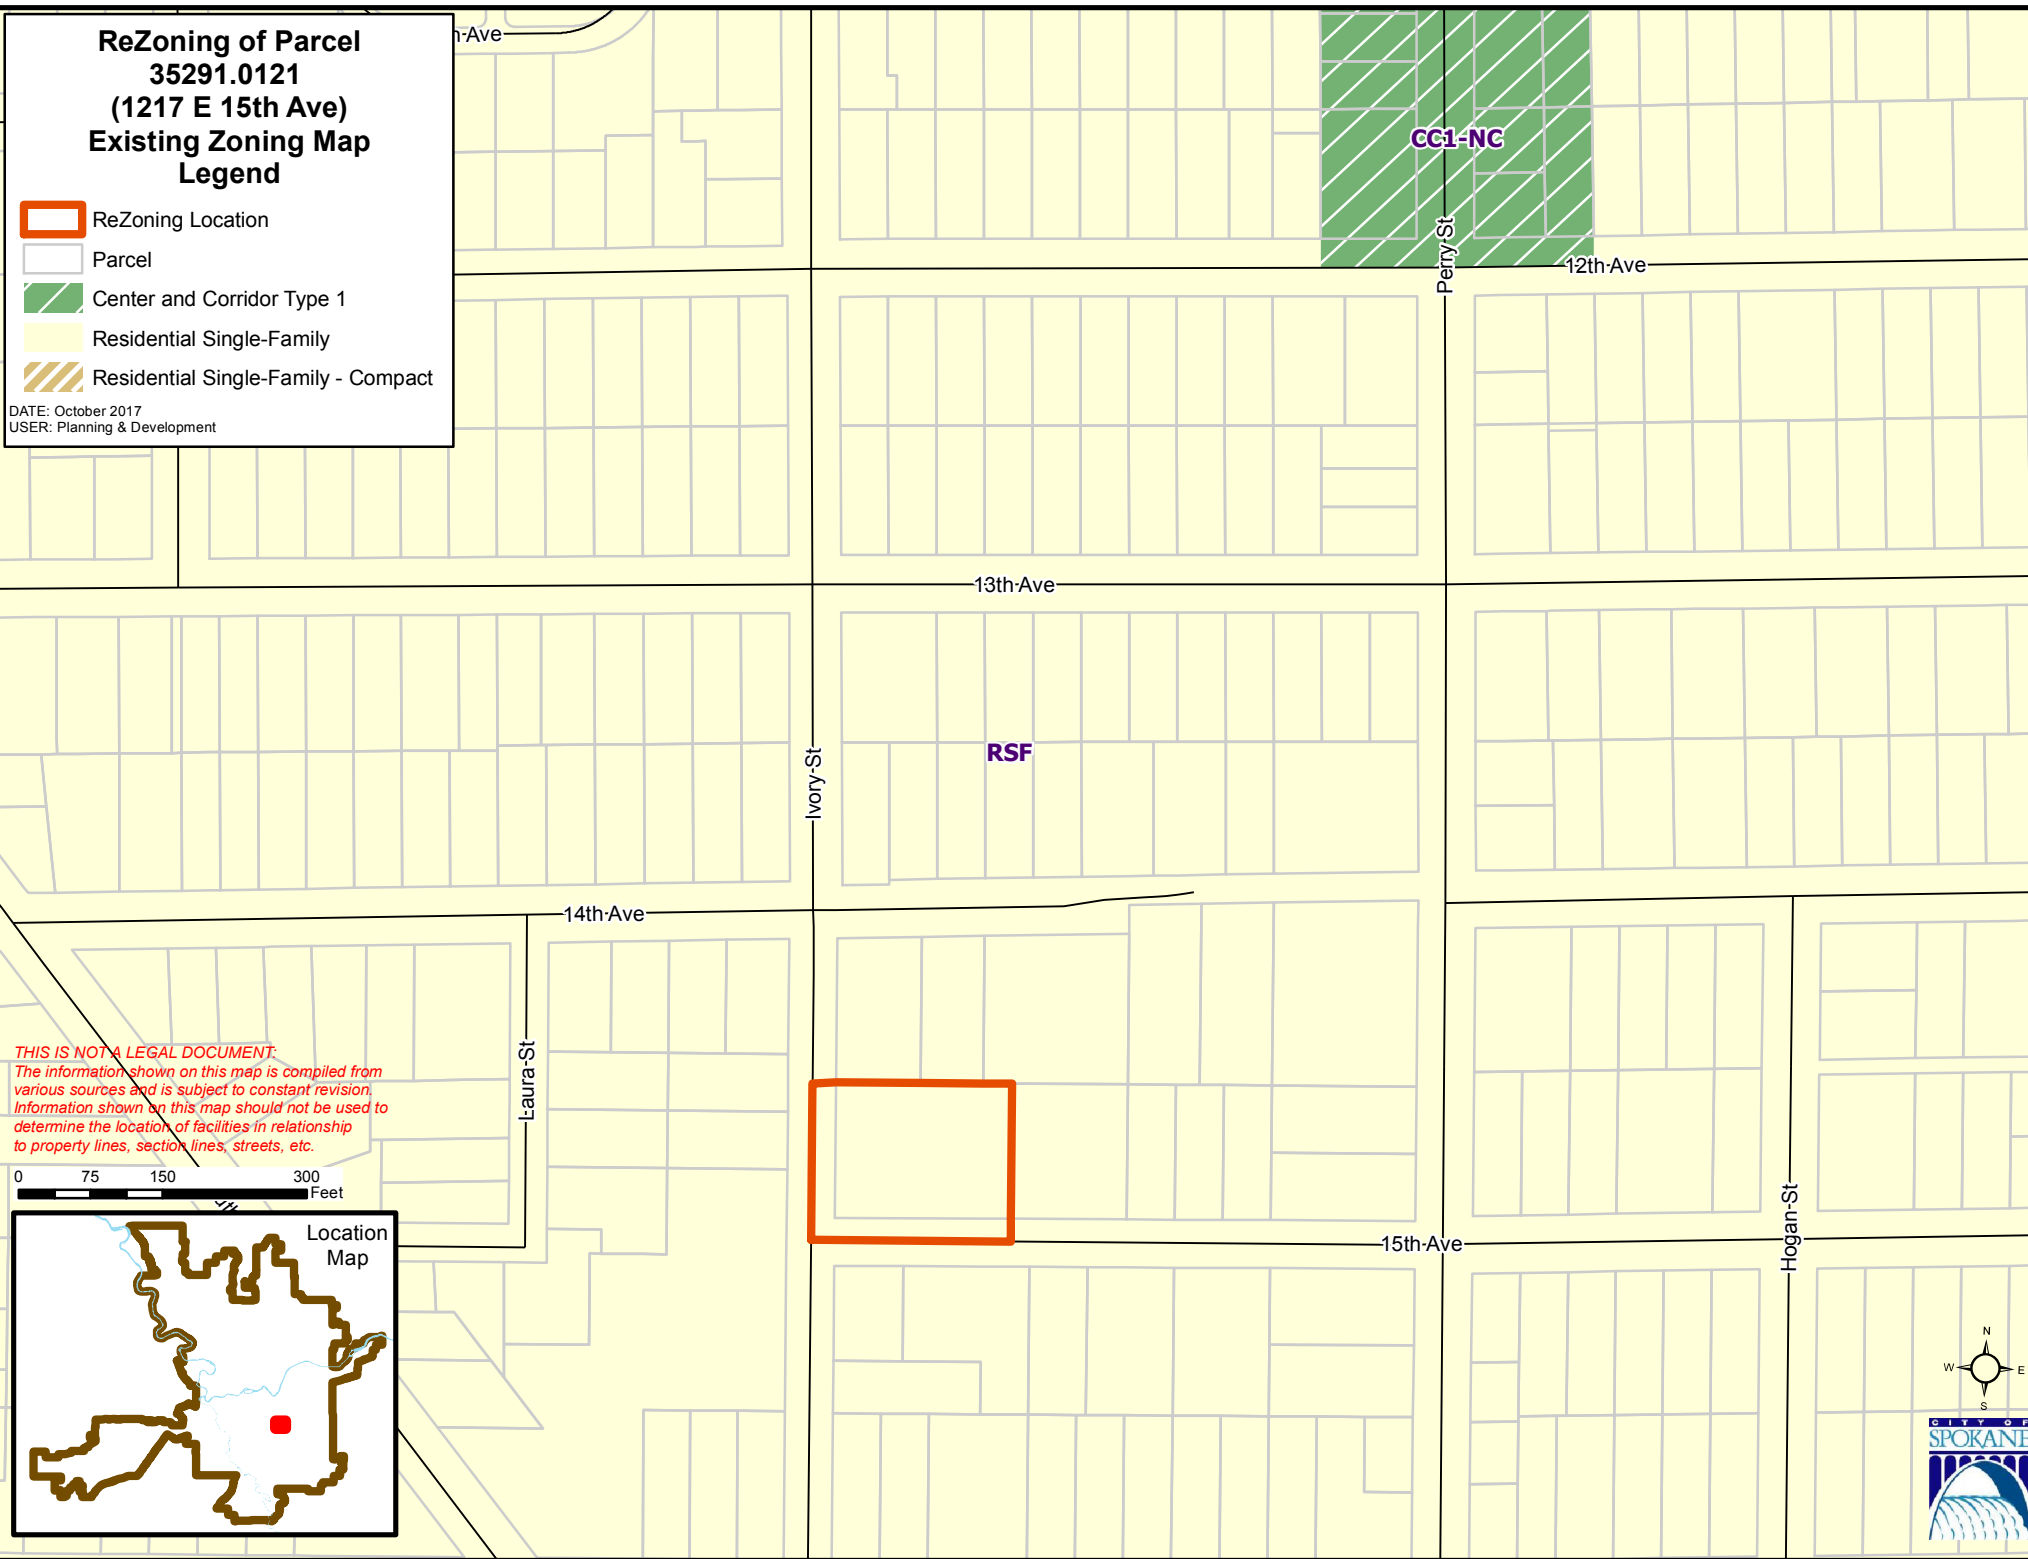 ReZoning of Parcel
35291.0121
(1217 E 15th Ave)
Existing Zoning Map
Legend
ReZoning Location
Parcel
Center and Corridor Type 1
Residential Single-Family
Residential Single-Family - Compact
DATE: October 2017
USER: Planning & Development
Ave
CC1-NC
Perry St
12th Ave
13th Ave
RSF
Ivory St
14th Ave
Laura St
15th Ave
Hogan St
THIS IS NOT A LEGAL DOCUMENT:
The information shown on this map is compiled from
various sources and is subject to constant revision.
Information shown on this map should not be used to
determine the location of facilities in relationship
to property lines, section lines, streets, etc.
0 75 150 300
Feet
Location
Map
N
W E
S
CITY OF
SPOKANE